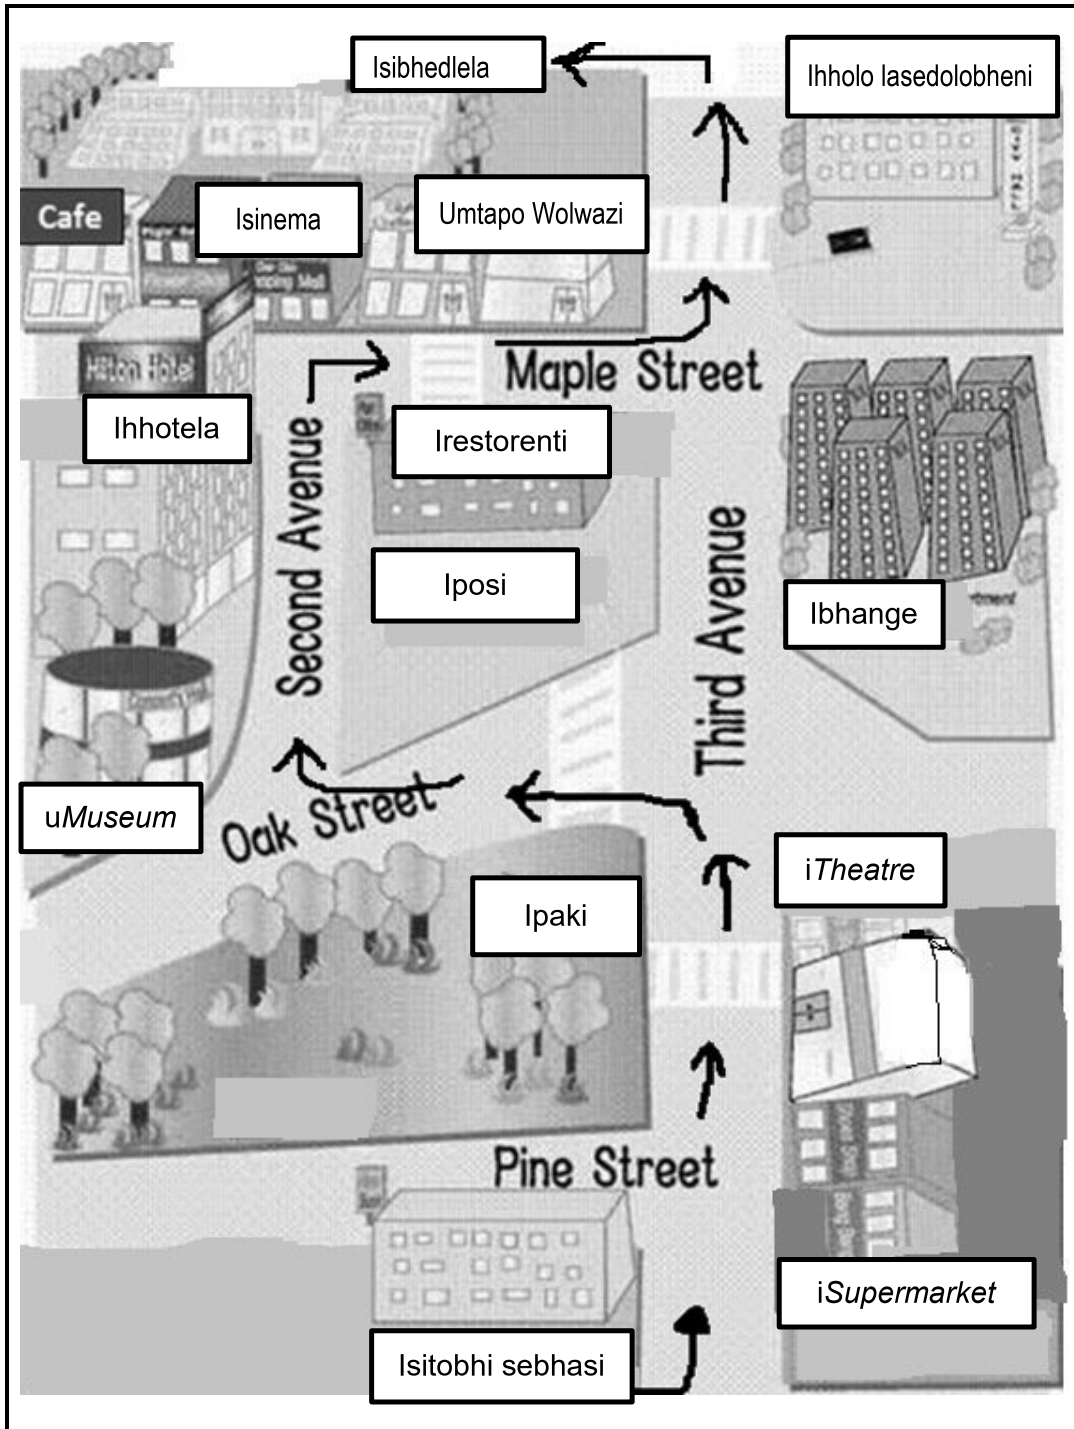 Isibhedlela
Ihholo lasedolobheni
Cafe
Isinema
Umtapo Wolwazi
Hilton Hotel
Maple Street
Ihhotela
Irestorenti
Second Avenue
Iposi
Third Avenue
Ibhange
uMuseum
Oak Street
iTheatre
Ipaki
Pine Street
iSupermarket
Isitobhi sebhasi